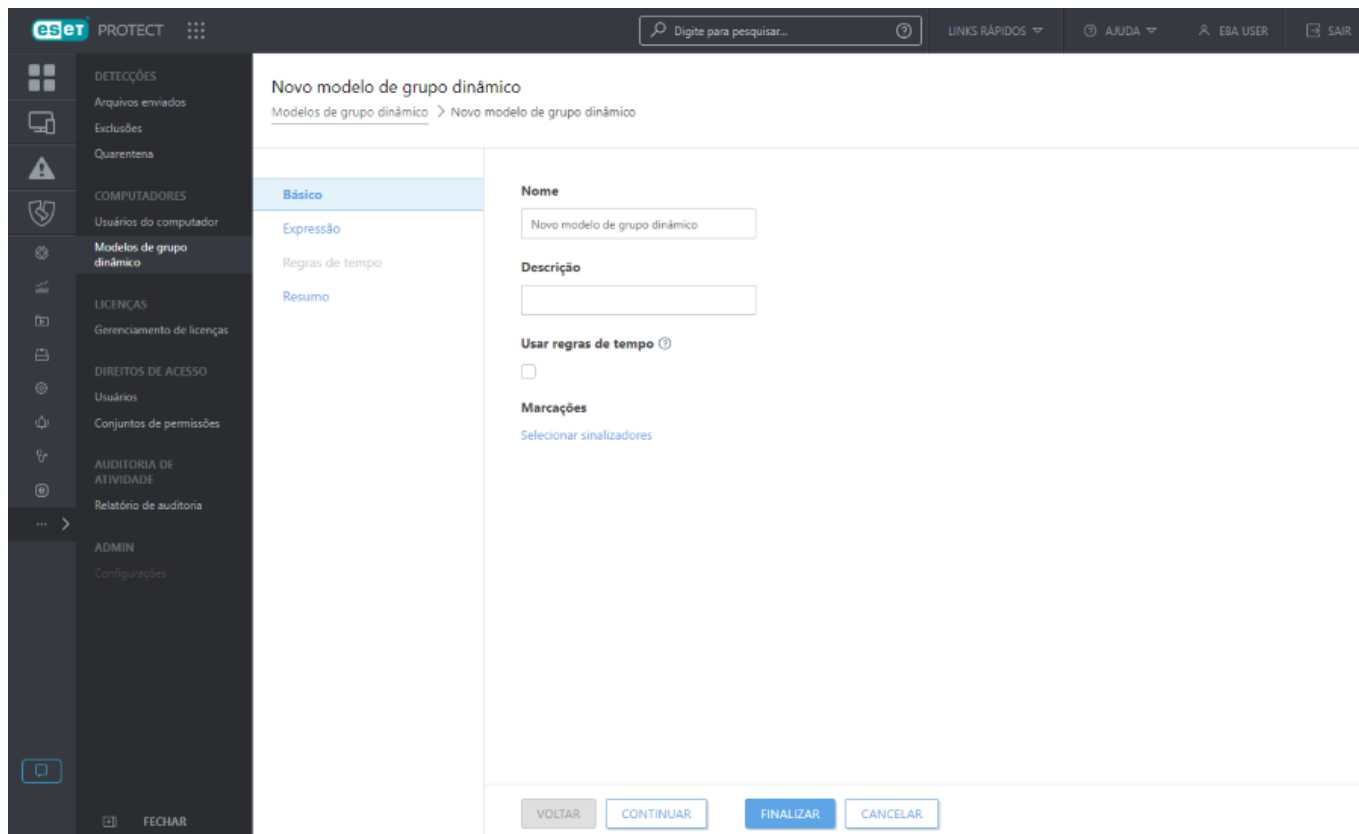 eset PROTECT
Digite para pesquisar...
LINKS RÁPIDOS
AJUDA
EBA USER
SAIR
DETECÇÕES
Arquivos enviados
Exclusões
Quarentena
COMPUTADORES
Usuários do computador
Modelos de grupo
dinâmico
LICENÇAS
Gerenciamento de licenças
DIREITOS DE ACESSO
Usuários
Conjuntos de permissões
AUDITORIA DE
ATIVIDADE
Relatório de auditoria
ADMIN
Configurações
FECHAR
Novo modelo de grupo dinâmico
Modelos de grupo dinâmico > Novo modelo de grupo dinâmico
Básico
Expressão
Regras de tempo
Resumo
Nome
Novo modelo de grupo dinâmico
Descrição
Usar regras de tempo
Marcações
Selecionar sinalizadores
VOLTAR
CONTINUAR
FINALIZAR
CANCELAR